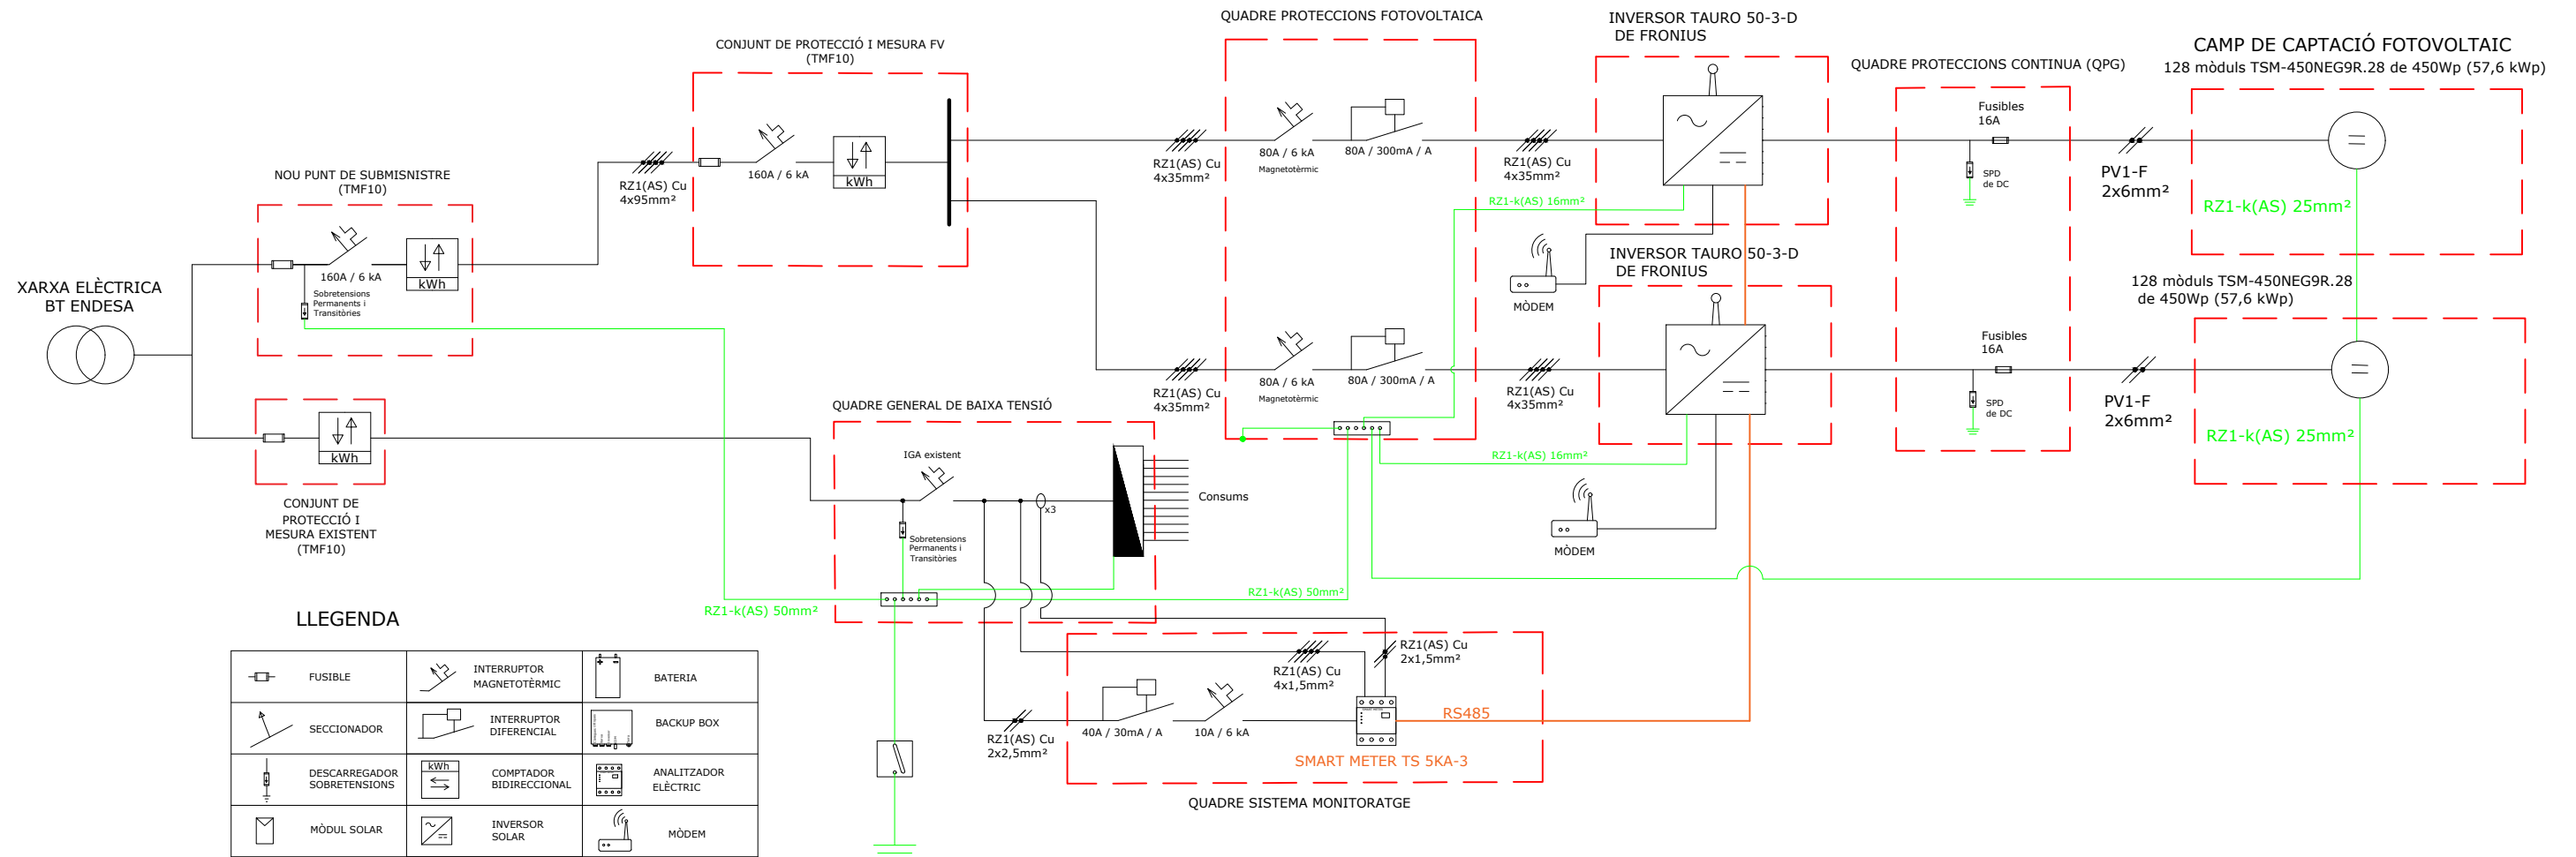 QUADRE PROTECCIONS FOTOVOLTAICA
INVERSOR TAURO 50-3-D
DE FRONIUS
CAMP DE CAPTACIÓ FOTOVOLTAIC
128 mòduls TSM-450NEG9R.28 de 450Wp (57,6 kWp)
QUADRE PROTECCIONS CONTINUA (QPG)
CONJUNT DE PROTECCIÓ I MESURA FV
(TMF10)
160A / 6 kA
kWh
RZ1(AS) Cu
4x95mm²
RZ1(AS) Cu
4x35mm²
80A / 6 kA
Magnetotèrmic
80A / 300mA / A
RZ1(AS) Cu
4x35mm²
RZ1-k(AS) 16mm²
Fusibles
16A
SPD
de DC
PV1-F
2x6mm²
RZ1-k(AS) 25mm²
MÒDEM
NOU PUNT DE SUBMISNISTRE
(TMF10)
160A / 6 kA
kWh
Sobretensions
Permanents i
Transitòries
XARXA ELÈCTRICA
BT ENDESA
INVERSOR TAURO 50-3-D
DE FRONIUS
128 mòduls TSM-450NEG9R.28
de 450Wp (57,6 kWp)
RZ1(AS) Cu
4x35mm²
80A / 6 kA
Magnetotèrmic
80A / 300mA / A
RZ1(AS) Cu
4x35mm²
RZ1-k(AS) 16mm²
Fusibles
16A
SPD
de DC
PV1-F
2x6mm²
RZ1-k(AS) 25mm²
MÒDEM
kWh
CONJUNT DE
PROTECCIÓ I
MESURA EXISTENT
(TMF10)
QUADRE GENERAL DE BAIXA TENSIÓ
IGA existent
x3
Consums
Sobretensions
Permanents i
Transitòries
RZ1-k(AS) 50mm²
RZ1-k(AS) 50mm²
RZ1(AS) Cu
4x1,5mm²
RZ1(AS) Cu
2x1,5mm²
RZ1(AS) Cu
2x2,5mm²
40A / 30mA / A
10A / 6 kA
RS485
SMART METER TS 5KA-3
QUADRE SISTEMA MONITORATGE
LLEGENDA
FUSIBLE
INTERRUPTOR
MAGNETOTÈRMIC
BATERIA
SECCIONADOR
INTERRUPTOR
DIFERENCIAL
BACKUP BOX
DESCARREGADOR
SOBRETENSIONS
kWh
COMPTADOR
BIDIRECCIONAL
ANALITZADOR
ELÈCTRIC
MÒDUL SOLAR
INVERSOR
SOLAR
MÒDEM